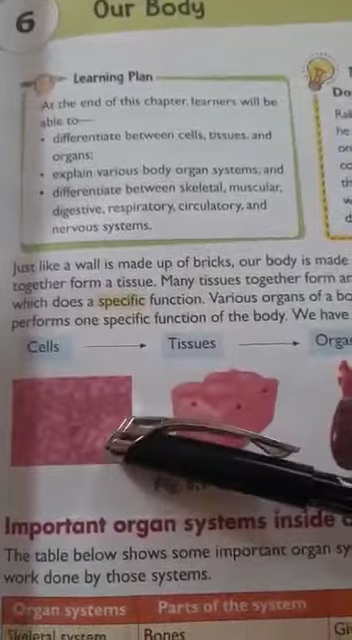 6
Our Body
Learning Plan
At the end of this chapter, learners will be
able to—
• differentiate between cells, tissues, and
organs;
• explain various body organ systems, and
• differentiate between skeletal, muscular,
digestive, respiratory, circulatory, and
nervous systems.
Do
he
Just like a wall is made up of bricks, our body is made
together form a tissue. Many tissues together form
which does a specific function. Various organs of a
performs one specific function of the body. We have
Cells
Tissues
Important organ systems inside
The table below shows some important organ
work done by those systems.
Organ systems Parts of the system
Skeletal system Bones